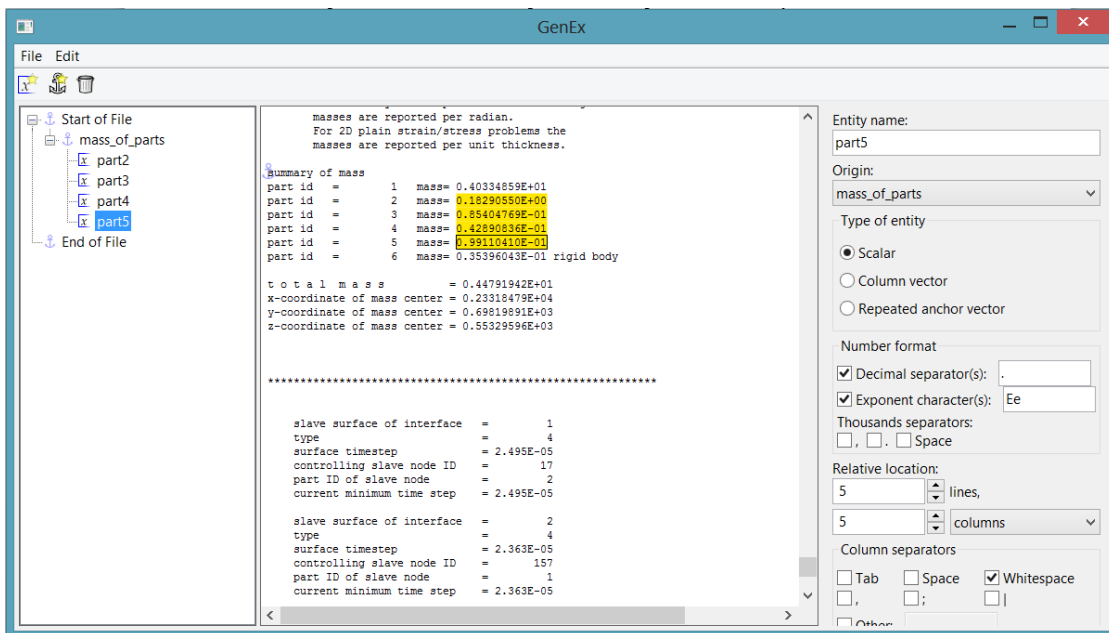 GenEx
File Edit
Start of File
mass_of_parts
part2
part3
part4
part5
End of File
masses are reported per radian.
For 2D plain strain/stress problems the
masses are reported per unit thickness.
summary of mass
part id = 1 mass= 0.40334859E+01
part id = 2 mass= 0.18290550E+00
part id = 3 mass= 0.85404769E-01
part id = 4 mass= 0.42890836E-01
part id = 5 mass= 0.99110410E-01
part id = 6 mass= 0.35396043E-01 rigid body
t o t a l m a s s = 0.44791942E+01
x-coordinate of mass center = 0.23318479E+04
y-coordinate of mass center = 0.69819891E+03
z-coordinate of mass center = 0.55329596E+03
************************************************************
slave surface of interface = 1
type = 4
surface timestep = 2.495E-05
controlling slave node ID = 17
part ID of slave node = 2
current minimum time step = 2.495E-05
slave surface of interface = 2
type = 4
surface timestep = 2.363E-05
controlling slave node ID = 157
part ID of slave node = 1
current minimum time step = 2.363E-05
Entity name:
part5
Origin:
mass_of_parts
Type of entity
Scalar
Column vector
Repeated anchor vector
Number format
Decimal separator(s): .
Exponent character(s): Ee
Thousands separators:
, . Space
Relative location:
5 lines,
5 columns
Column separators
Tab Space Whitespace
, ; |
Other: